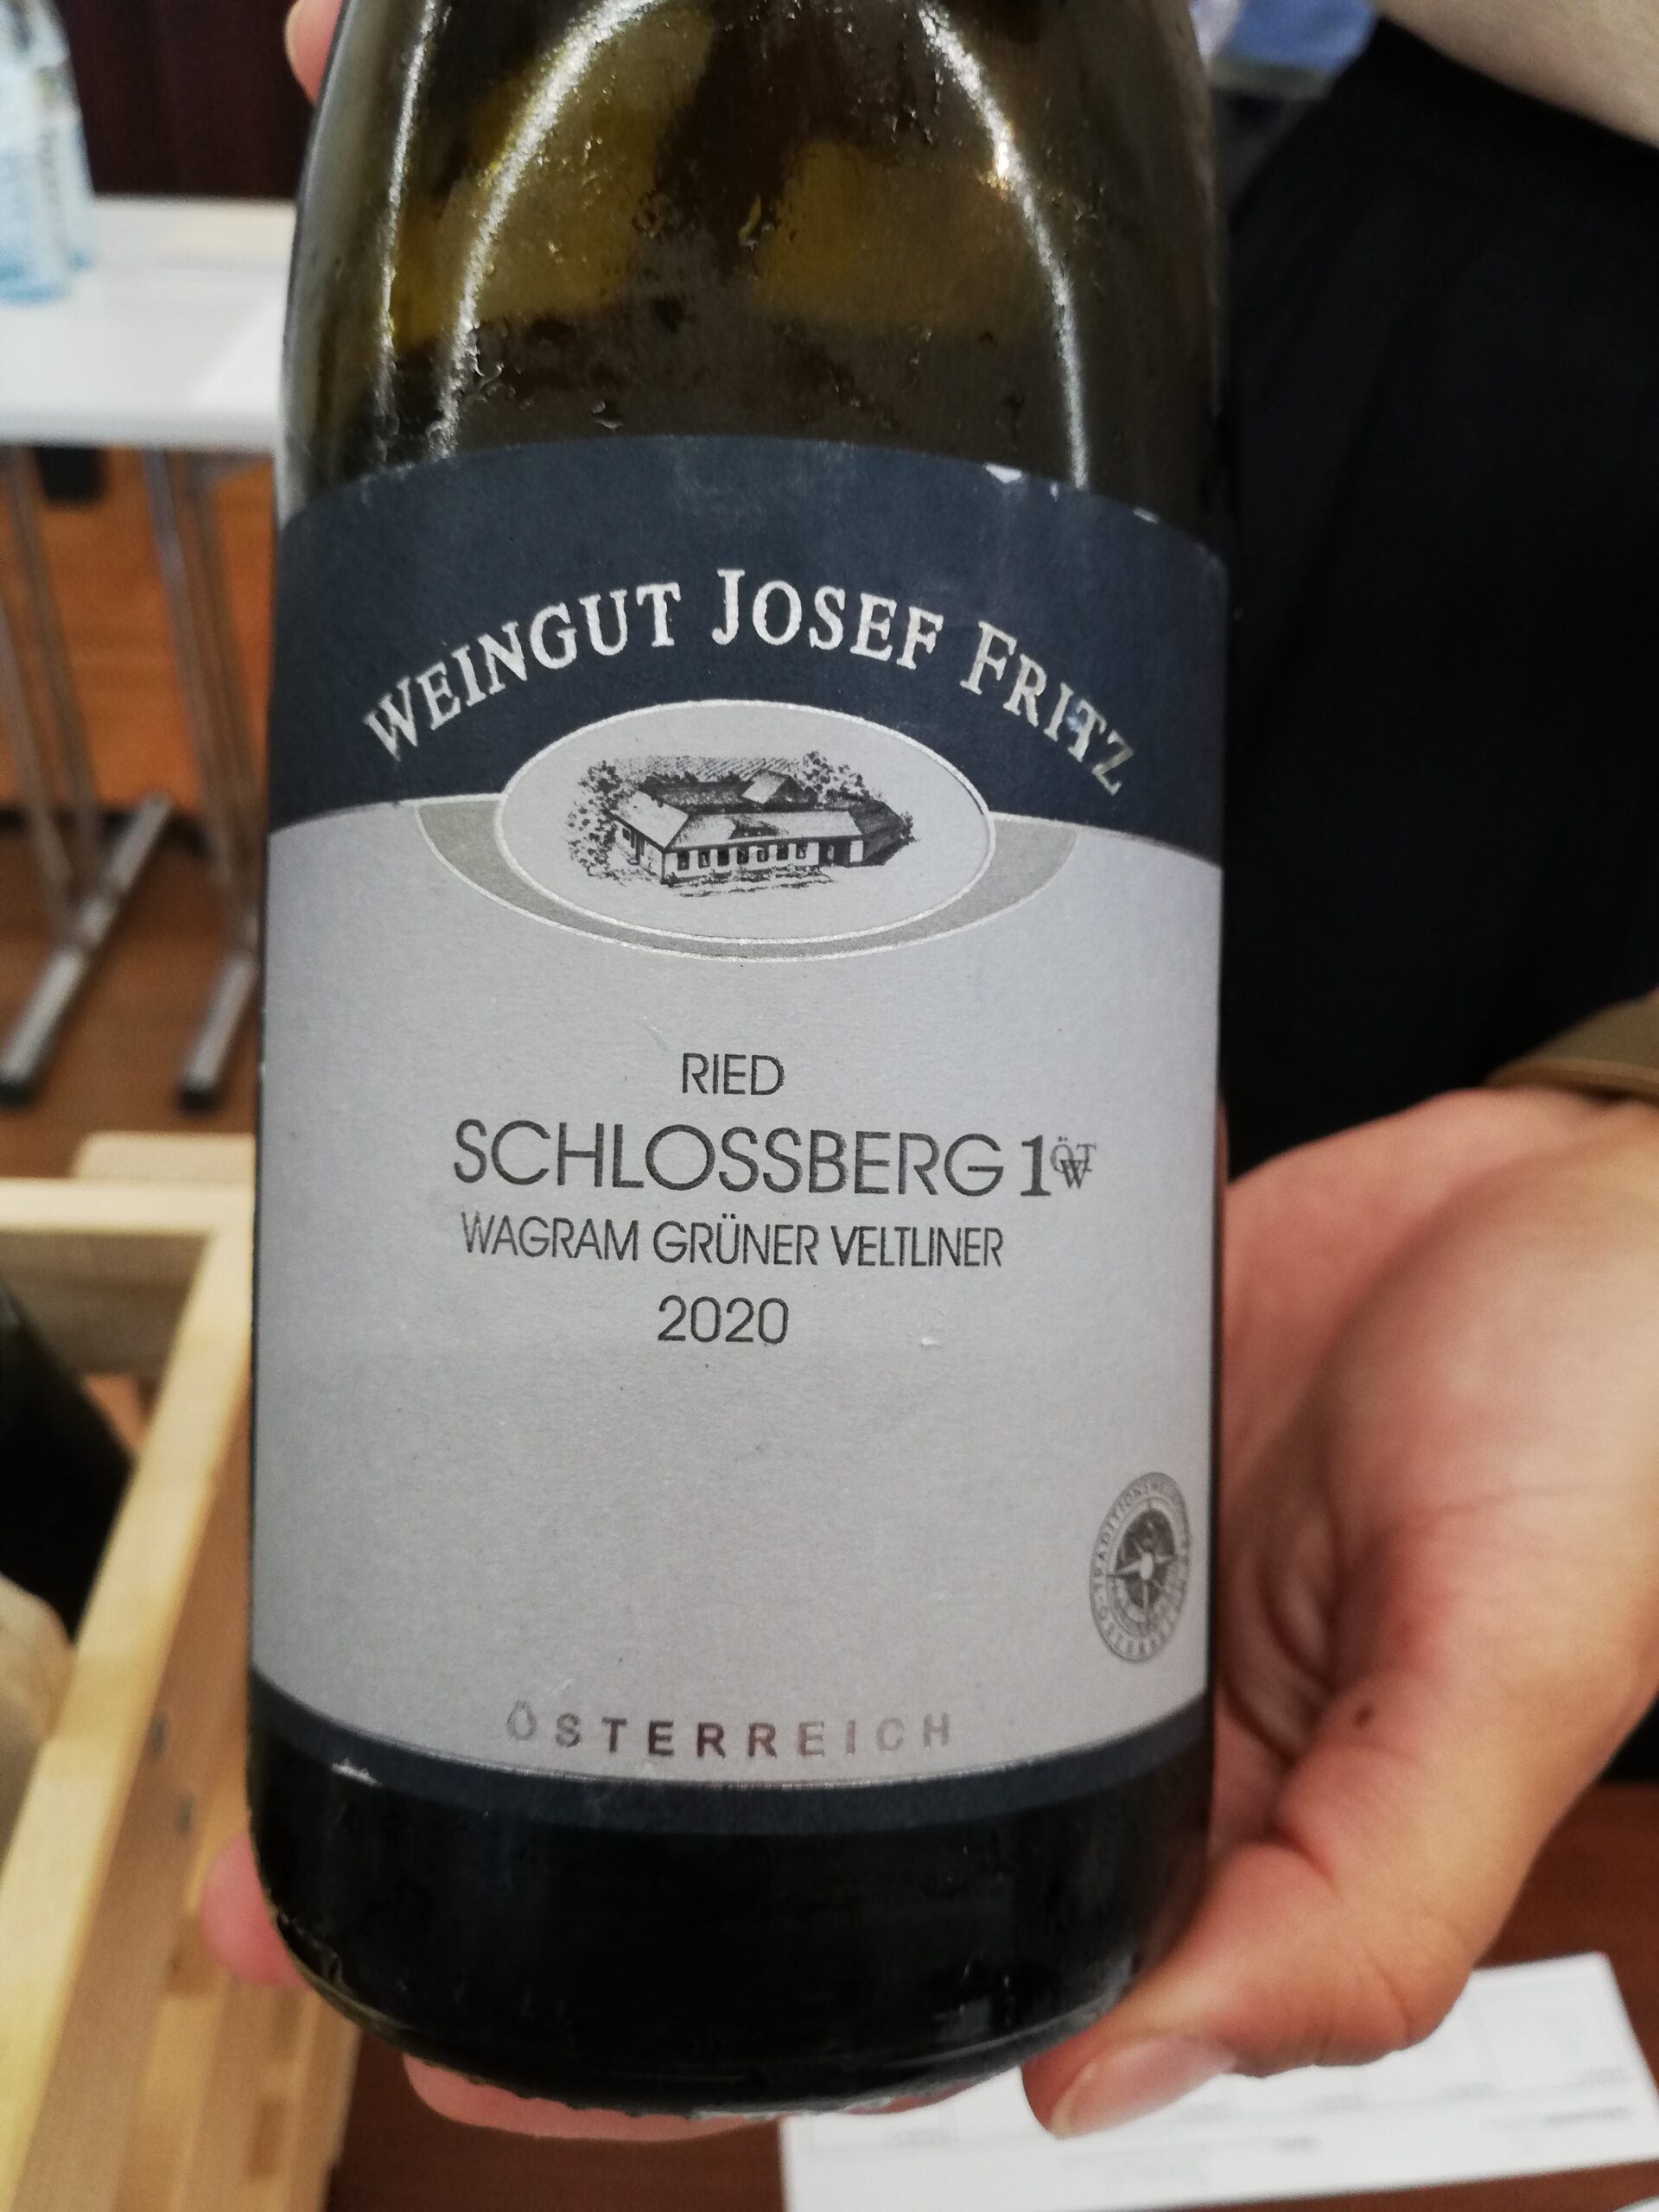 WEINGUT JOSEF FRITZ
RIED
SCHLOSSBERG 1ÖTW
WAGRAM GRÜNER VELTLINER
2020
ÖSTERREICH